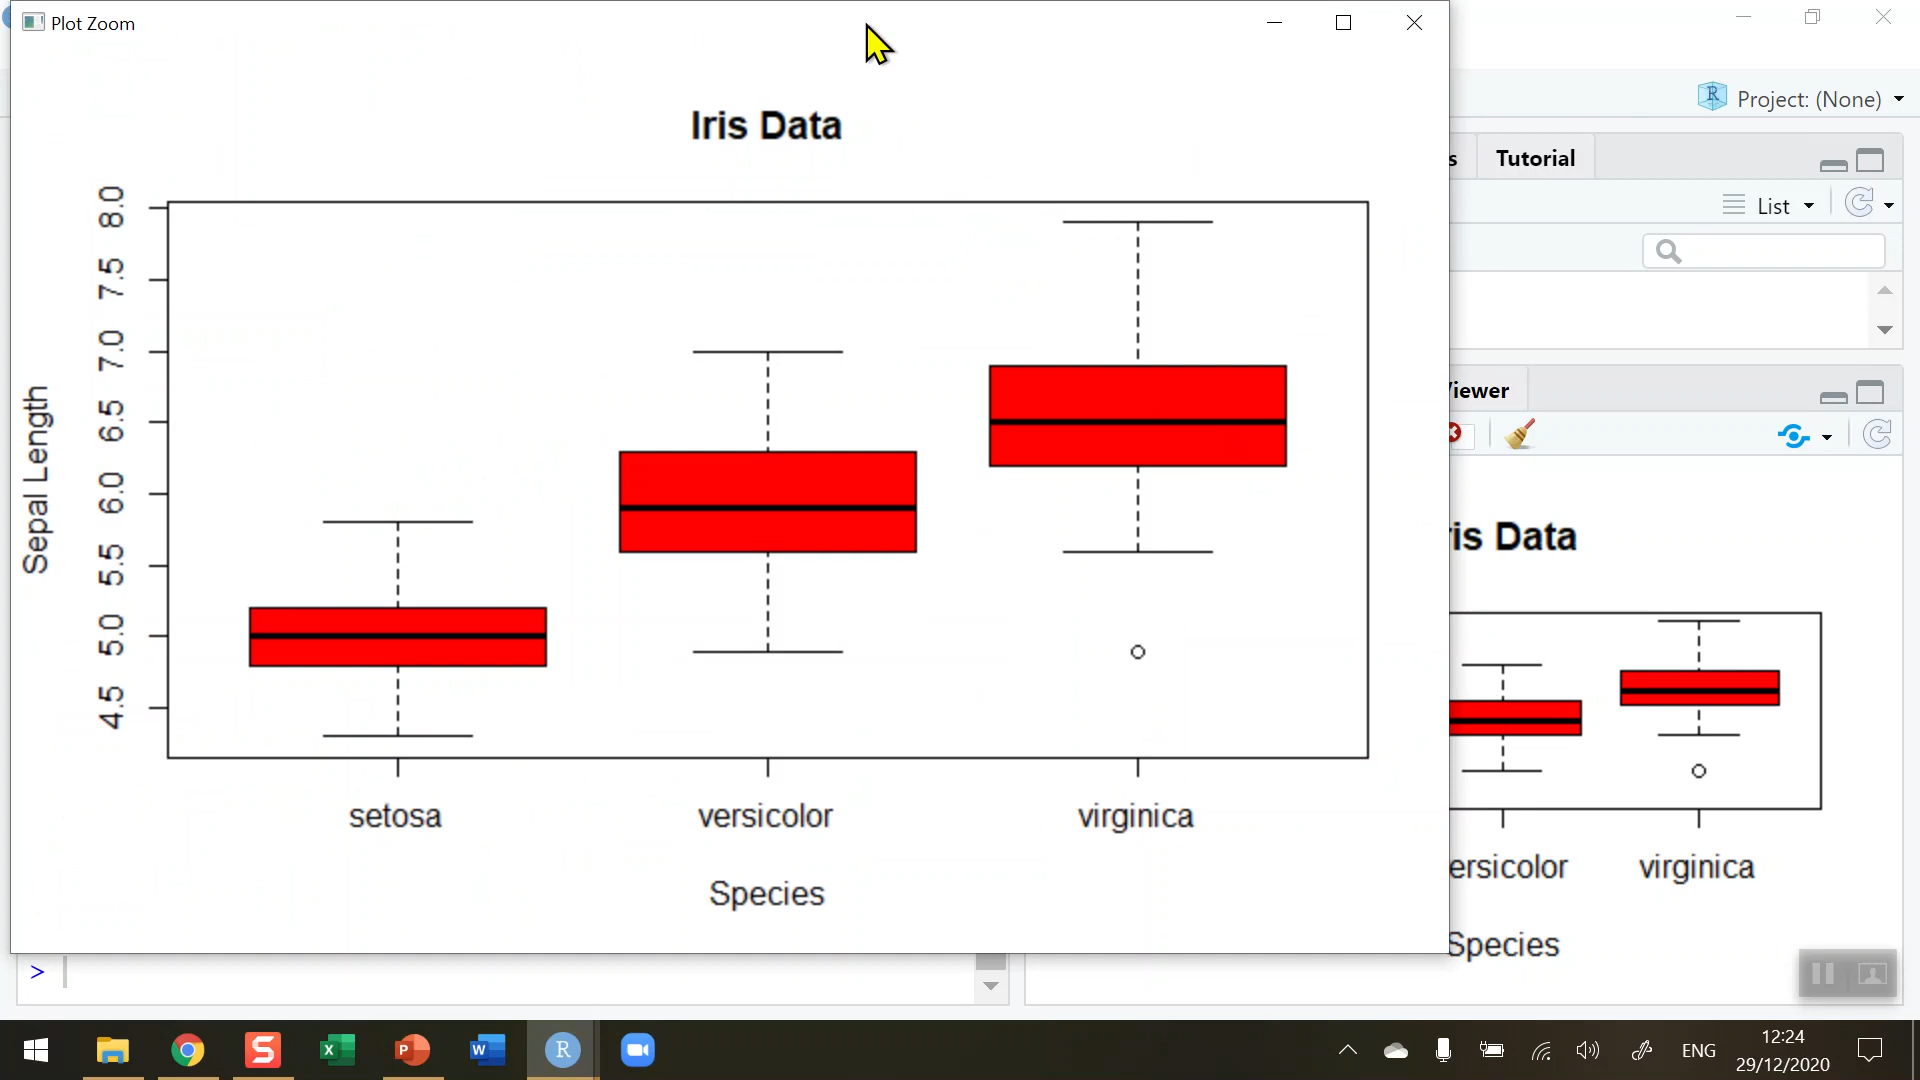 Plot Zoom
Iris Data
8.0
7.5
7.0
6.5
6.0
5.5
5.0
4.5
Sepal Length
setosa
versicolor
virginica
Species
>
R
Project: (None)
s
Tutorial
List
iewer
ris Data
ersicolor
virginica
Species
S
X
P
W
R
ENG
12:24
29/12/2020